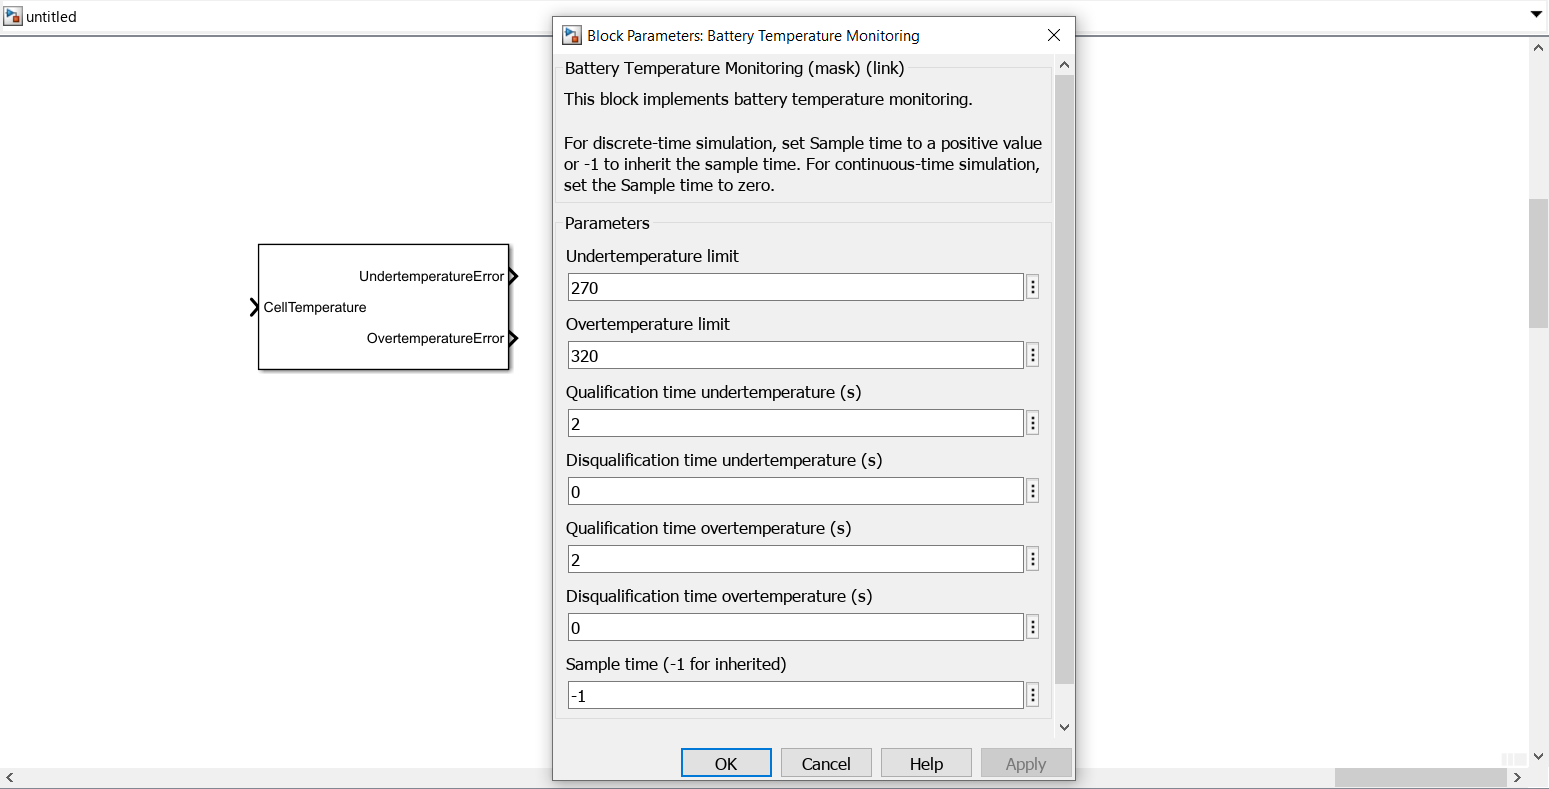 untitled
Block Parameters: Battery Temperature Monitoring
Battery Temperature Monitoring (mask) (link)
This block implements battery temperature monitoring.
For discrete-time simulation, set Sample time to a positive value
or -1 to inherit the sample time. For continuous-time simulation,
set the Sample time to zero.
Parameters
Undertemperature limit
270
Overtemperature limit
320
Qualification time undertemperature (s)
2
Disqualification time undertemperature (s)
0
Qualification time overtemperature (s)
2
Disqualification time overtemperature (s)
0
Sample time (-1 for inherited)
-1
OK
Cancel
Help
Apply
UndertemperatureError
CellTemperature
OvertemperatureError